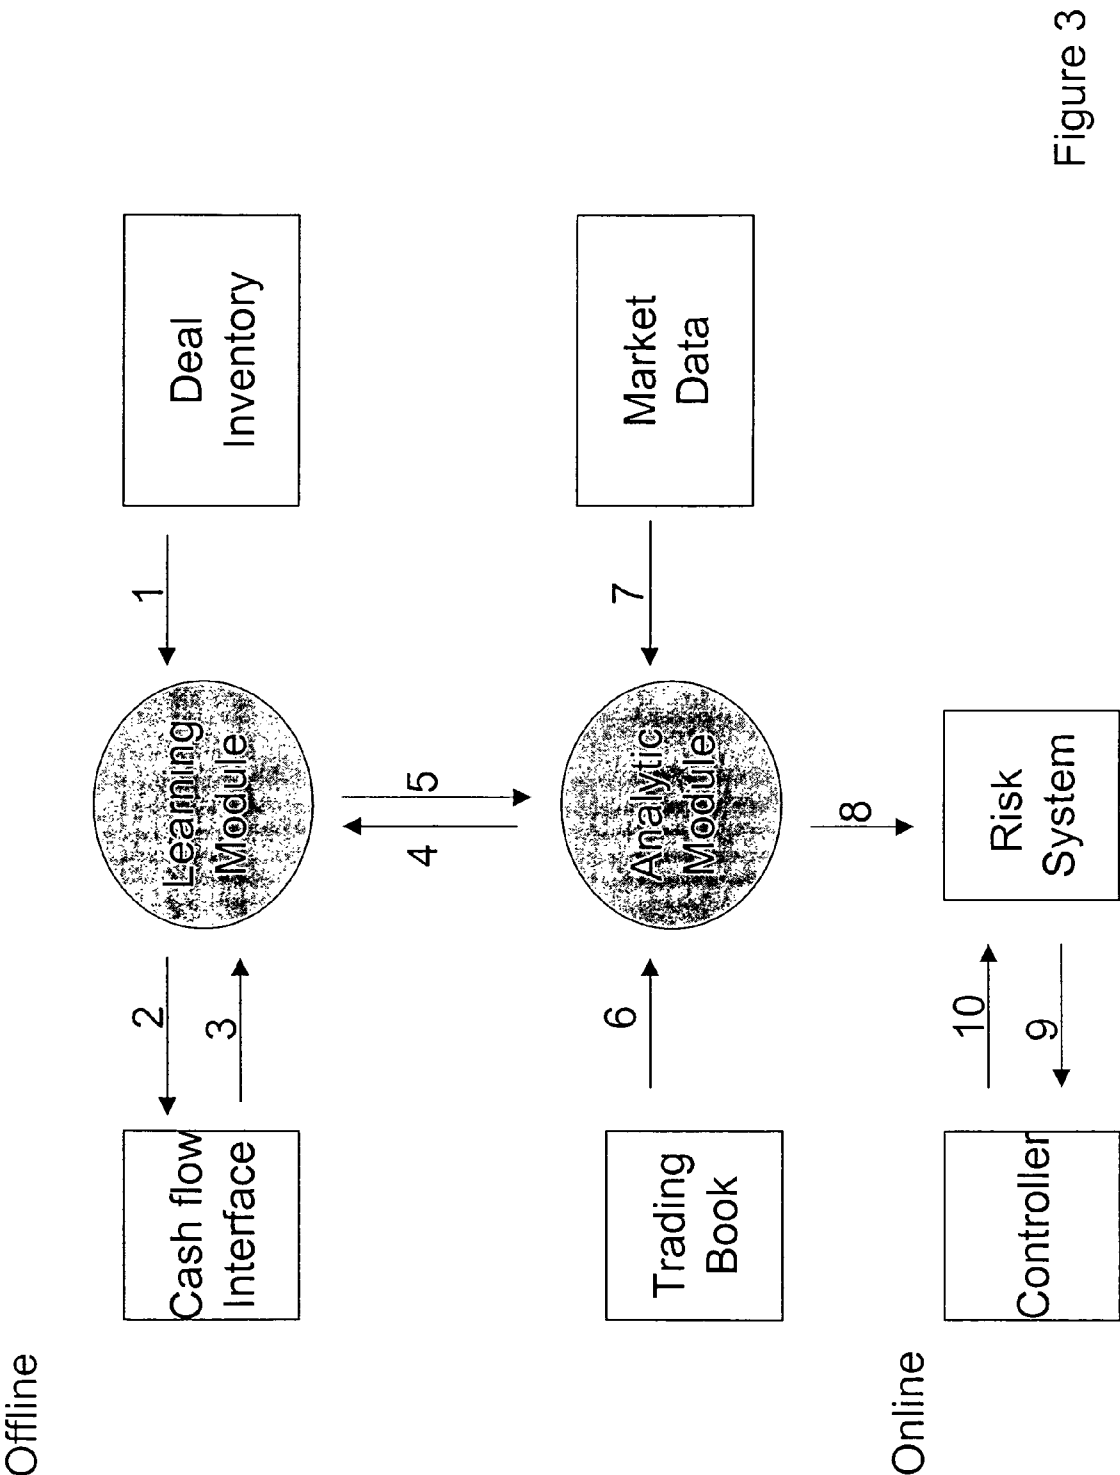 Offline
Cash flow
Interface
2
3
Learning
Module
1
Deal
Inventory
4
5
Trading
Book
6
Analytic
Module
7
Market
Data
8
Online
Controller
10
9
Risk
System
Figure 3